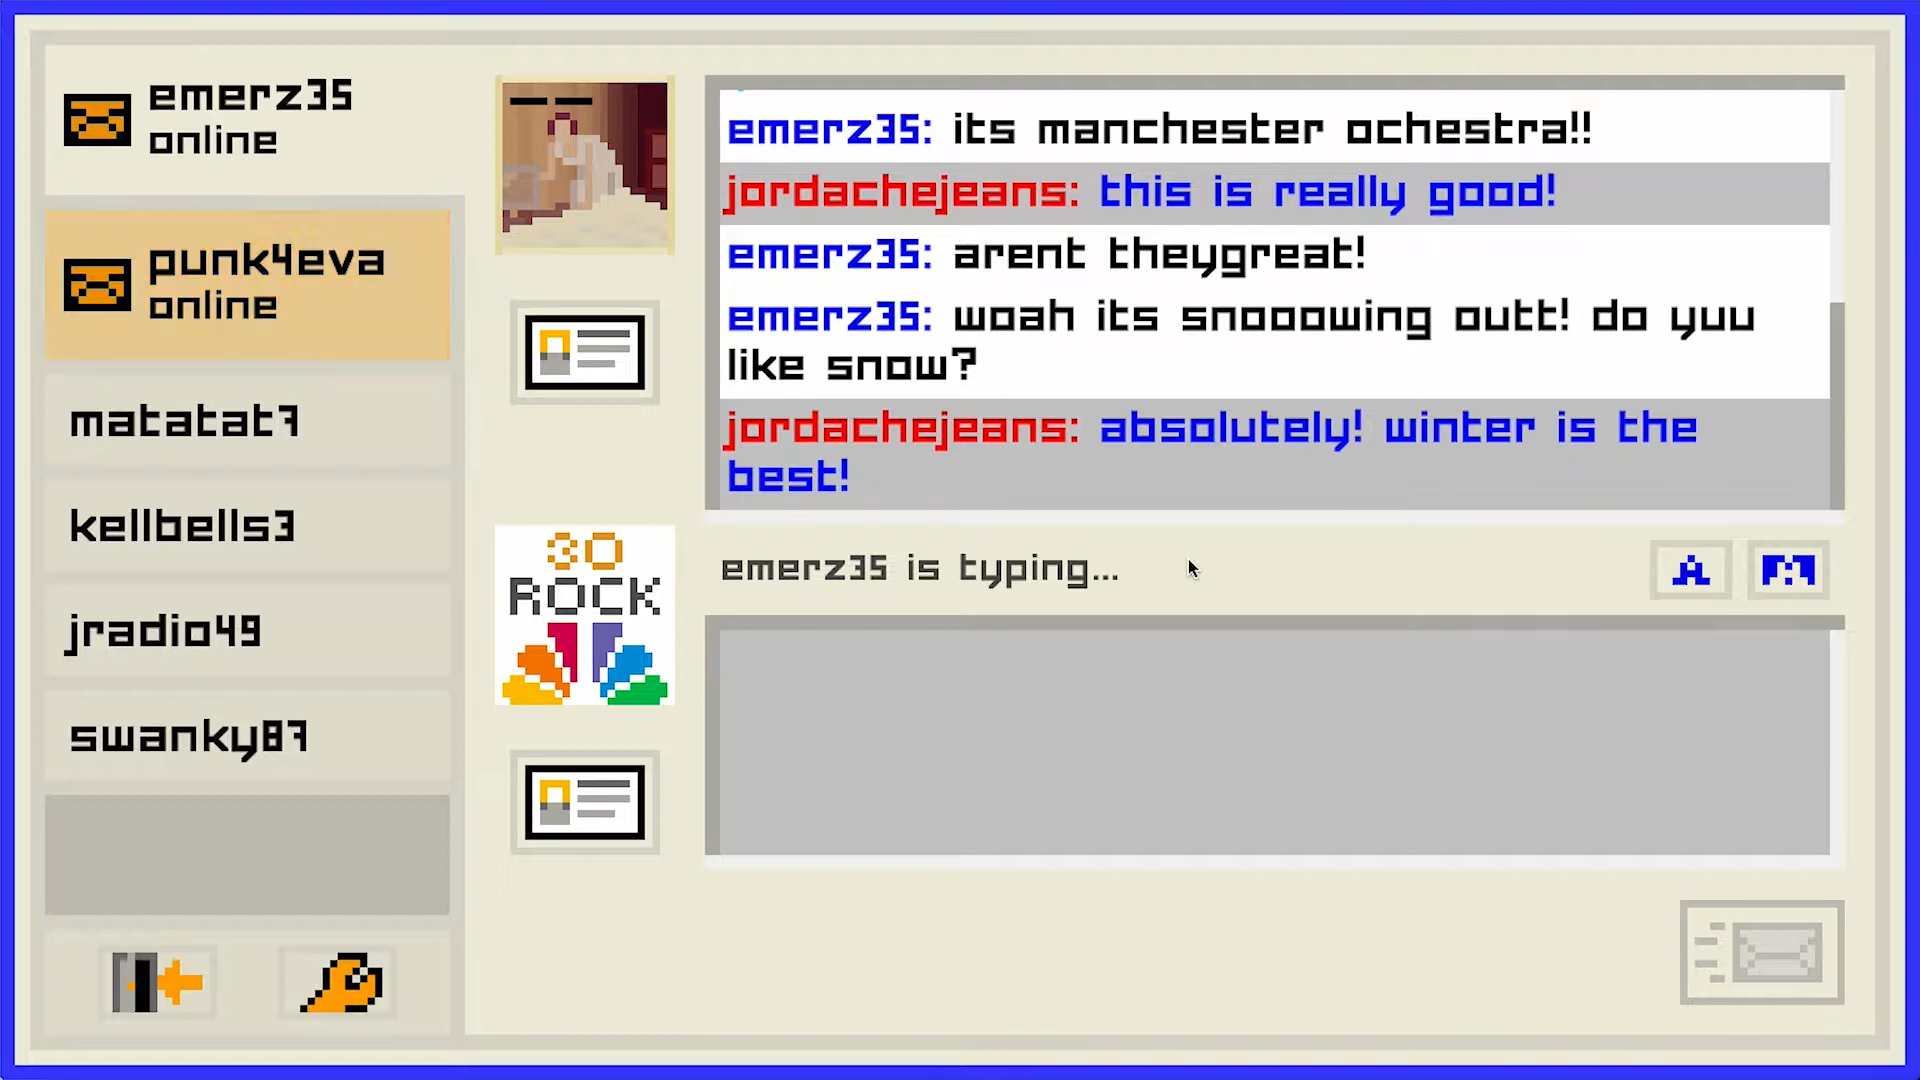 emerz35
online
punk4eva
online
matatat7
kellbells3
jradio49
swanky87
emerz35: its manchester ochestra!!
jordachejeans: this is really good!
emerz35: arent theygreat!
emerz35: woah its snooowing outt! do yuu
like snow?
jordachejeans: absolutely! winter is the
best!
30
ROCK
emerz35 is typing...
A